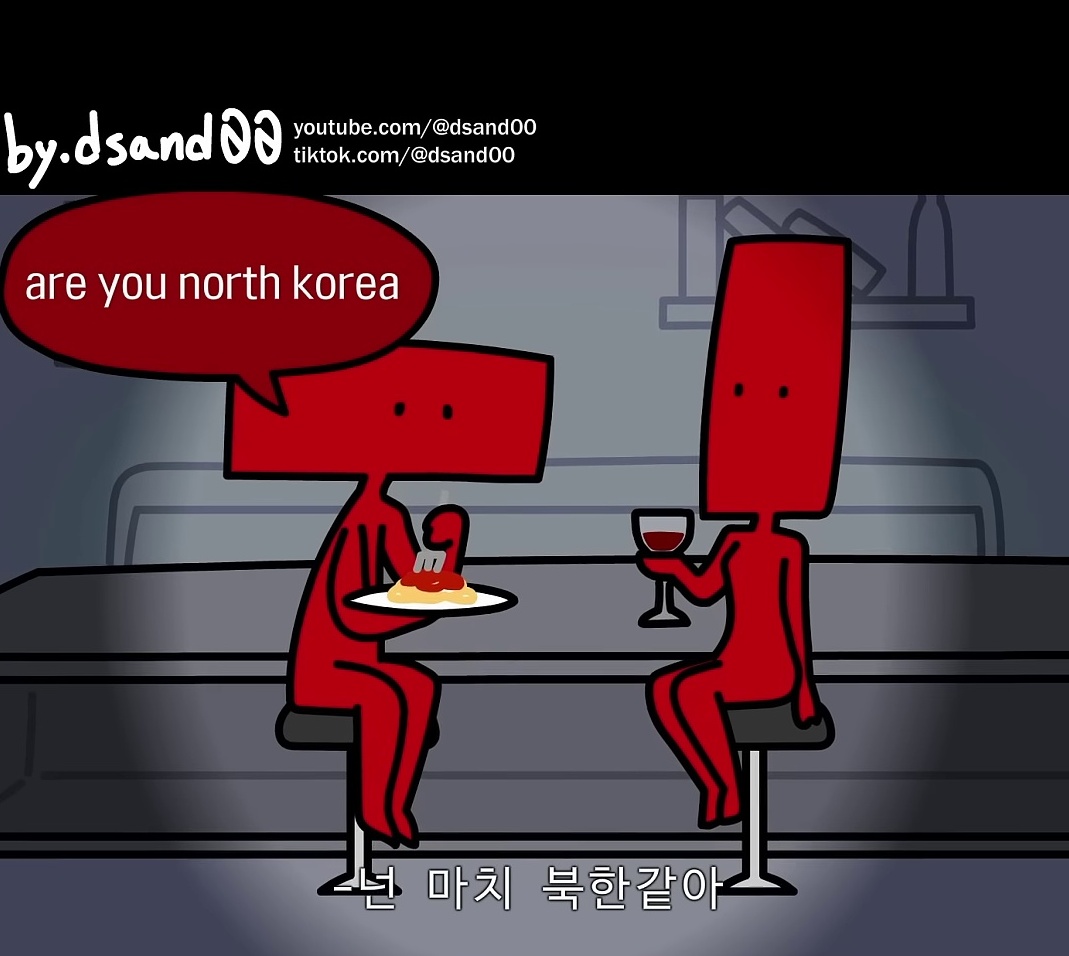 by.dsand00
youtube.com/@dsand00
tiktok.com/@dsand00
are you north korea
-넌 마치 북한같아